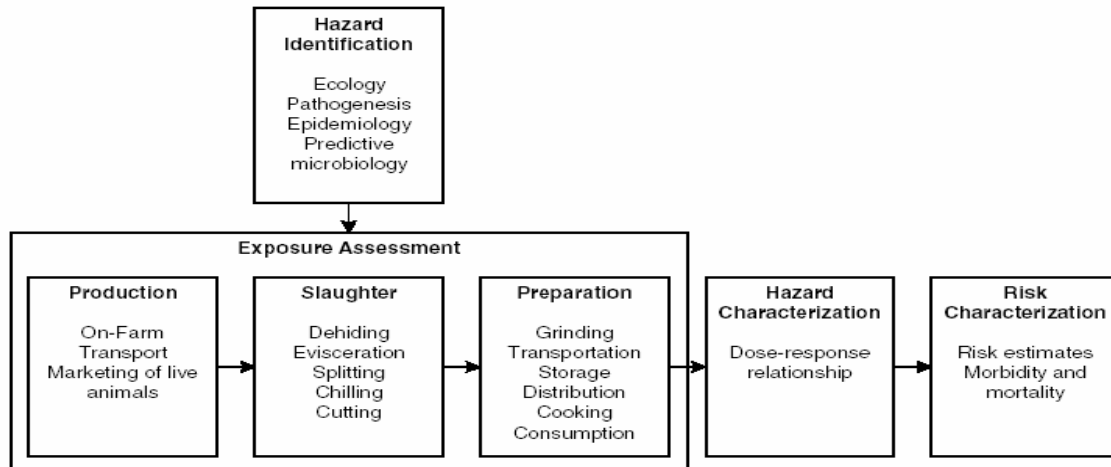 Hazard
Identification
Ecology
Pathogenesis
Epidemiology
Predictive
microbiology
Exposure Assessment
Production
On-Farm
Transport
Marketing of live
animals
Slaughter
Dehiding
Evisceration
Splitting
Chilling
Cutting
Preparation
Grinding
Transportation
Storage
Distribution
Cooking
Consumption
Hazard
Characterization
Dose-response
relationship
Risk
Characterization
Risk estimates
Morbidity and
mortality